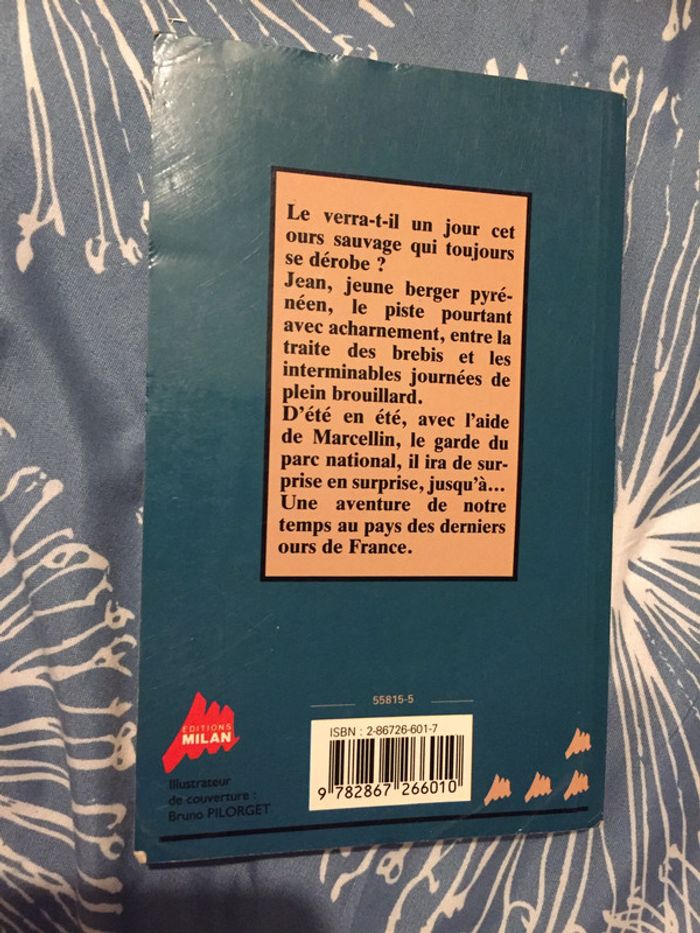 Le verra-t-il un jour cet
ours sauvage qui toujours
se dérobe ?
Jean, jeune berger pyré-
néen, le piste pourtant
avec acharnement, entre la
traite des brebis et les
interminables journées de
plein brouillard.
D'été en été, avec l'aide
de Marcellin, le garde du
parc national, il ira de sur-
prise en surprise, jusqu'à...
Une aventure de notre
temps au pays des derniers
ours de France.
55815-5
ISBN : 2-86726-601-7
9 782867 266010
EDITIONS
MILAN
Illustrateur
de couverture :
Bruno PILORGET